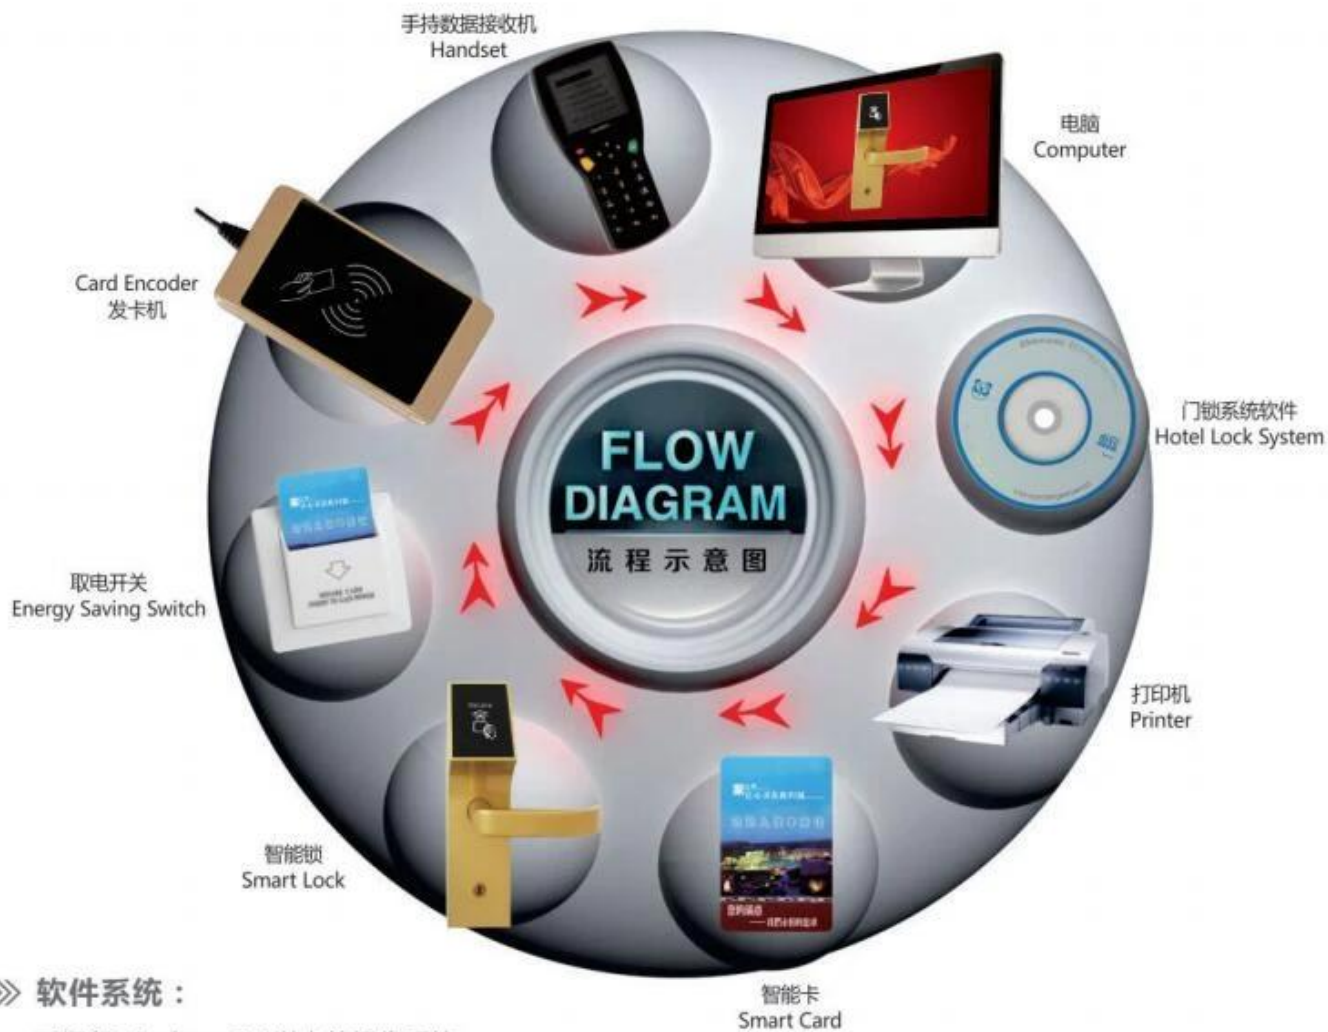 手持数据接收机
Handset
电脑
Computer
Card Encoder
发卡机
门锁系统软件
Hotel Lock System
FLOW
DIAGRAM
流程示意图
取电开关
Energy Saving Switch
打印机
Printer
智能锁
Smart Lock
智能卡
Smart Card
软件系统：